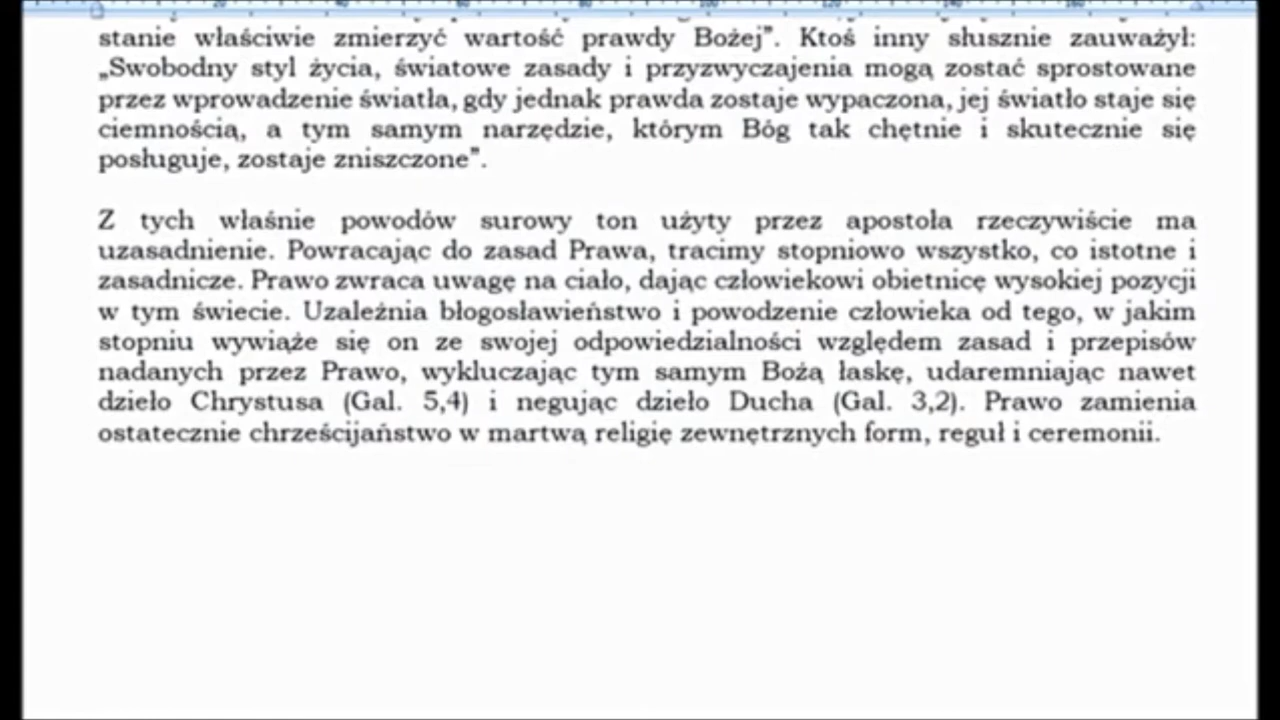 stanie właściwie zmierzyć wartość prawdy Bożej”. Ktoś inny słusznie zauważył:
„Swobodny styl życia, światowe zasady i przyzwyczajenia mogą zostać sprostowane
przez wprowadzenie światła, gdy jednak prawda zostaje wypaczona, jej światło staje się
ciemnością, a tym samym narzędzie, którym Bóg tak chętnie i skutecznie się
posługuje, zostaje zniszczone”.
Z tych właśnie powodów surowy ton użyty przez apostoła rzeczywiście ma
uzasadnienie. Powracając do zasad Prawa, tracimy stopniowo wszystko, co istotne i
zasadnicze. Prawo zwraca uwagę na ciało, dając człowiekowi obietnicę wysokiej pozycji
w tym świecie. Uzależnia błogosławieństwo i powodzenie człowieka od tego, w jakim
stopniu wywiąże się on ze swojej odpowiedzialności względem zasad i przepisów
nadanych przez Prawo, wykluczając tym samym Bożą łaskę, udaremniając nawet
dzieło Chrystusa (Gal. 5,4) i negując dzieło Ducha (Gal. 3,2). Prawo zamienia
ostatecznie chrześcijaństwo w martwą religię zewnętrznych form, reguł i ceremonii.